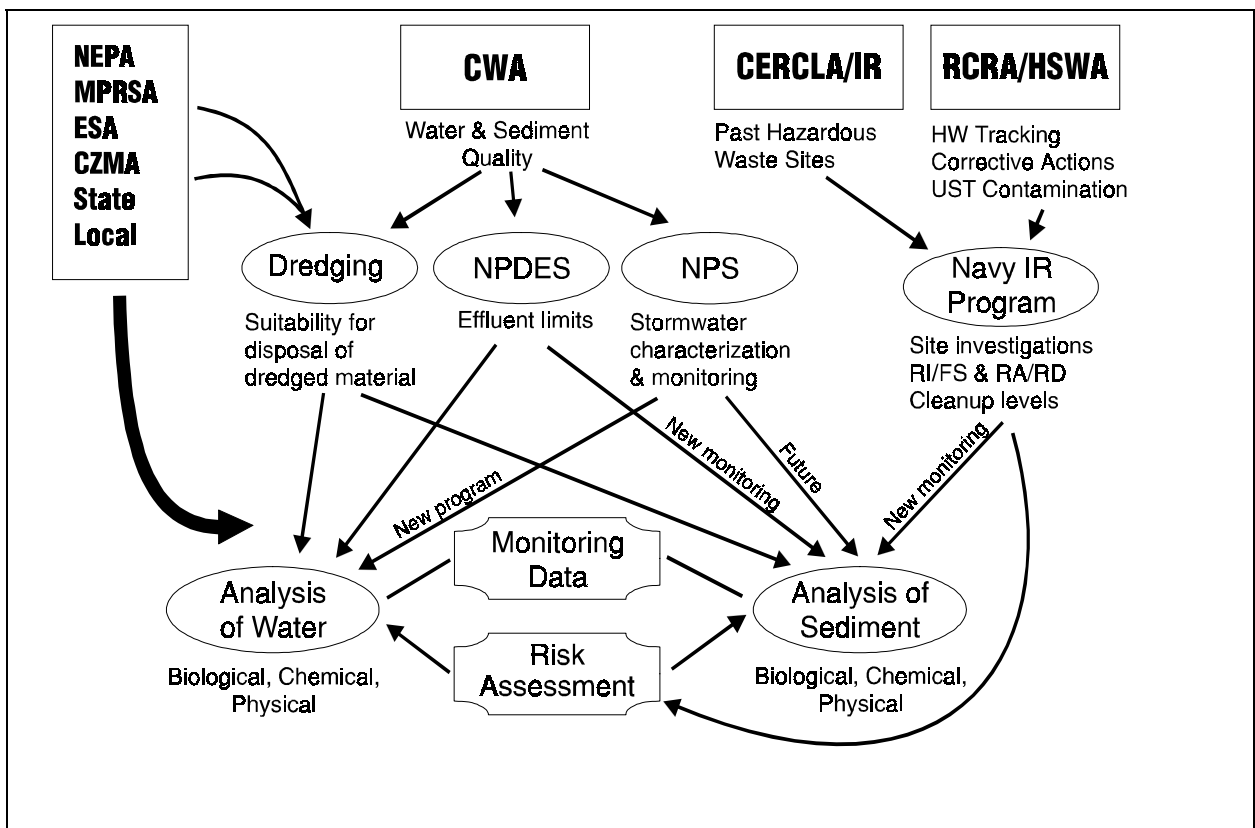 NEPA
MPRSA
ESA
CZMA
State
Local
CWA
Water & Sediment
Quality
CERCLA/IR
Past Hazardous
Waste Sites
RCRA/HSWA
HW Tracking
Corrective Actions
UST Contamination
Dredging
Suitability for
disposal of
dredged material
NPDES
Effluent limits
NPS
Stormwater
characterization
& monitoring
Navy IR
Program
Site investigations
RI/FS & RA/RD
Cleanup levels
New program
New monitoring
Future
New monitoring
Analysis
of Water
Biological, Chemical,
Physical
Monitoring
Data
Risk
Assessment
Analysis of
Sediment
Biological, Chemical,
Physical